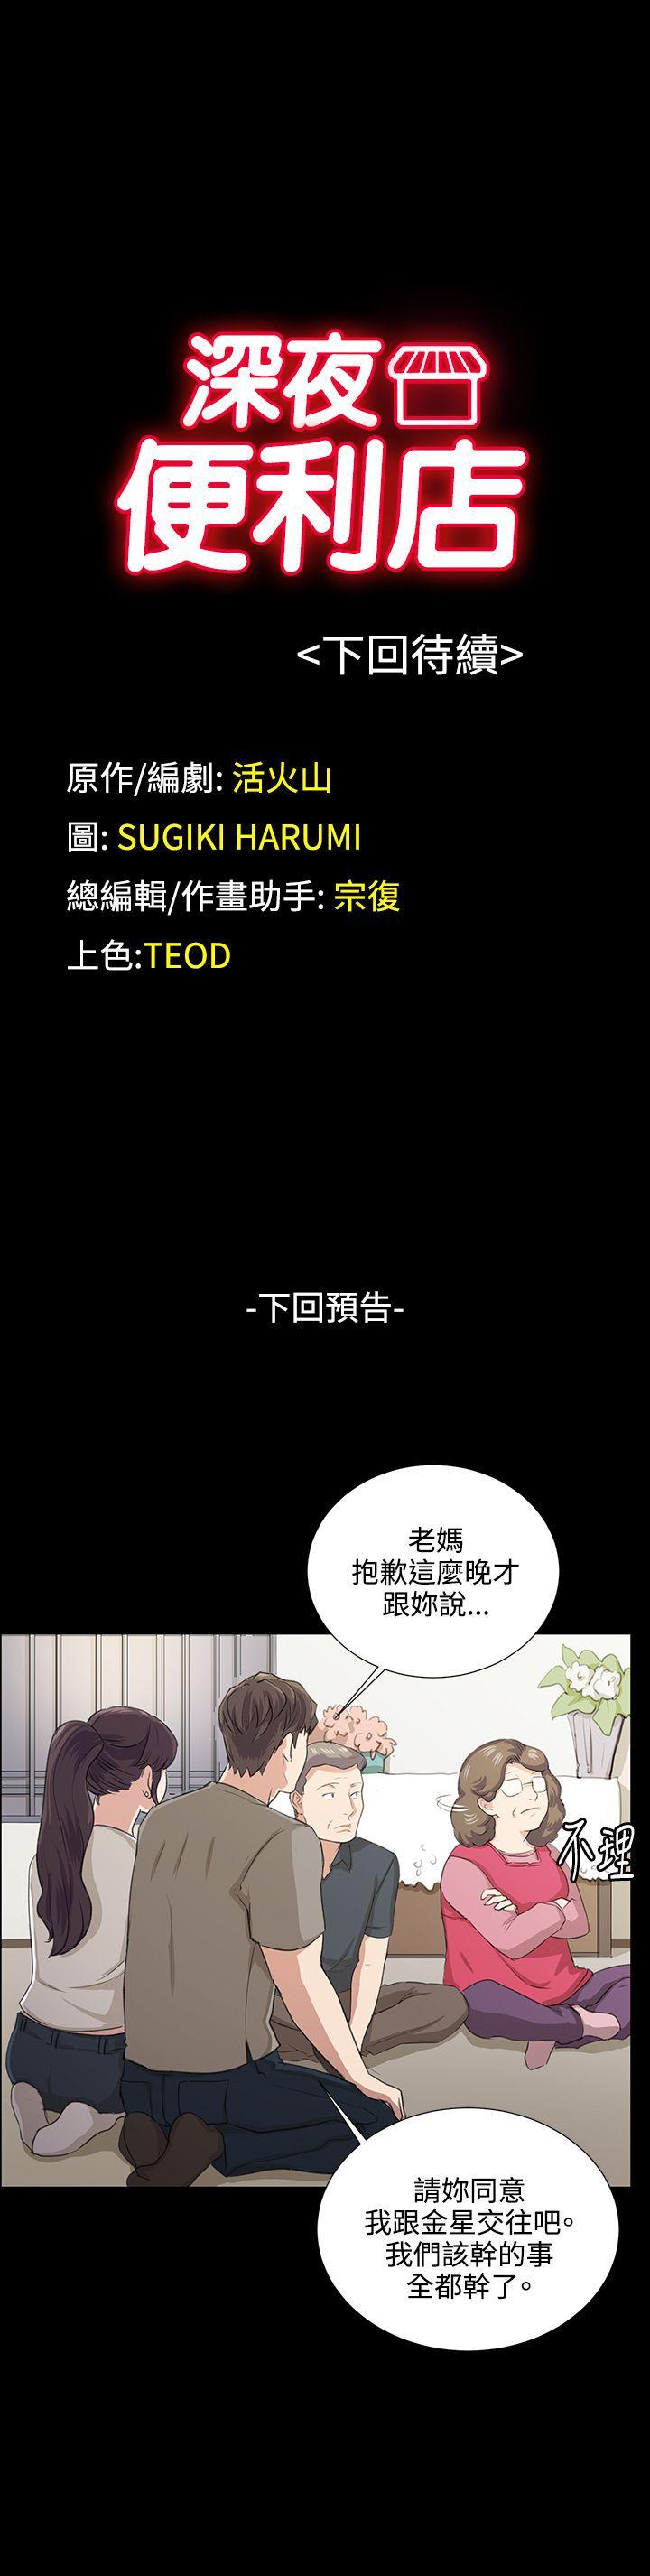 深夜
便利店
<下回待續>
原作/編劇: 活火山
圖: SUGIKI HARUMI
總編輯/作畫助手: 宗復
上色:TEOD
-下回預告-
老媽
抱歉這麼晚才
跟妳說...
不理
請妳同意
我跟金星交往吧。
我們該幹的事
全都幹了。